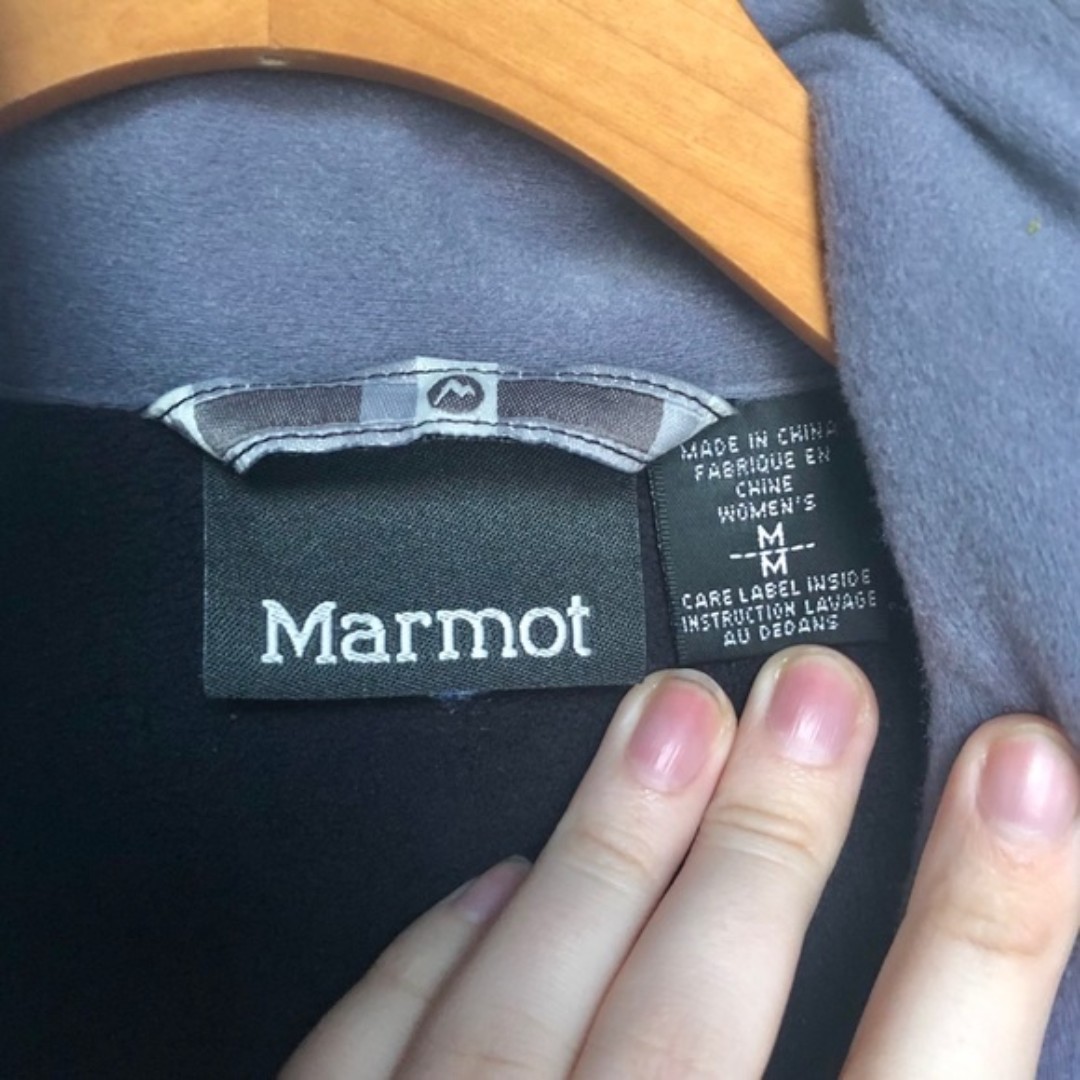 Marmot
MADE IN CHINA
FABRIQUE EN
CHINE
WOMEN'S
M
M
CARE LABEL INSIDE
INSTRUCTION LAVAGE
AU DEDANS